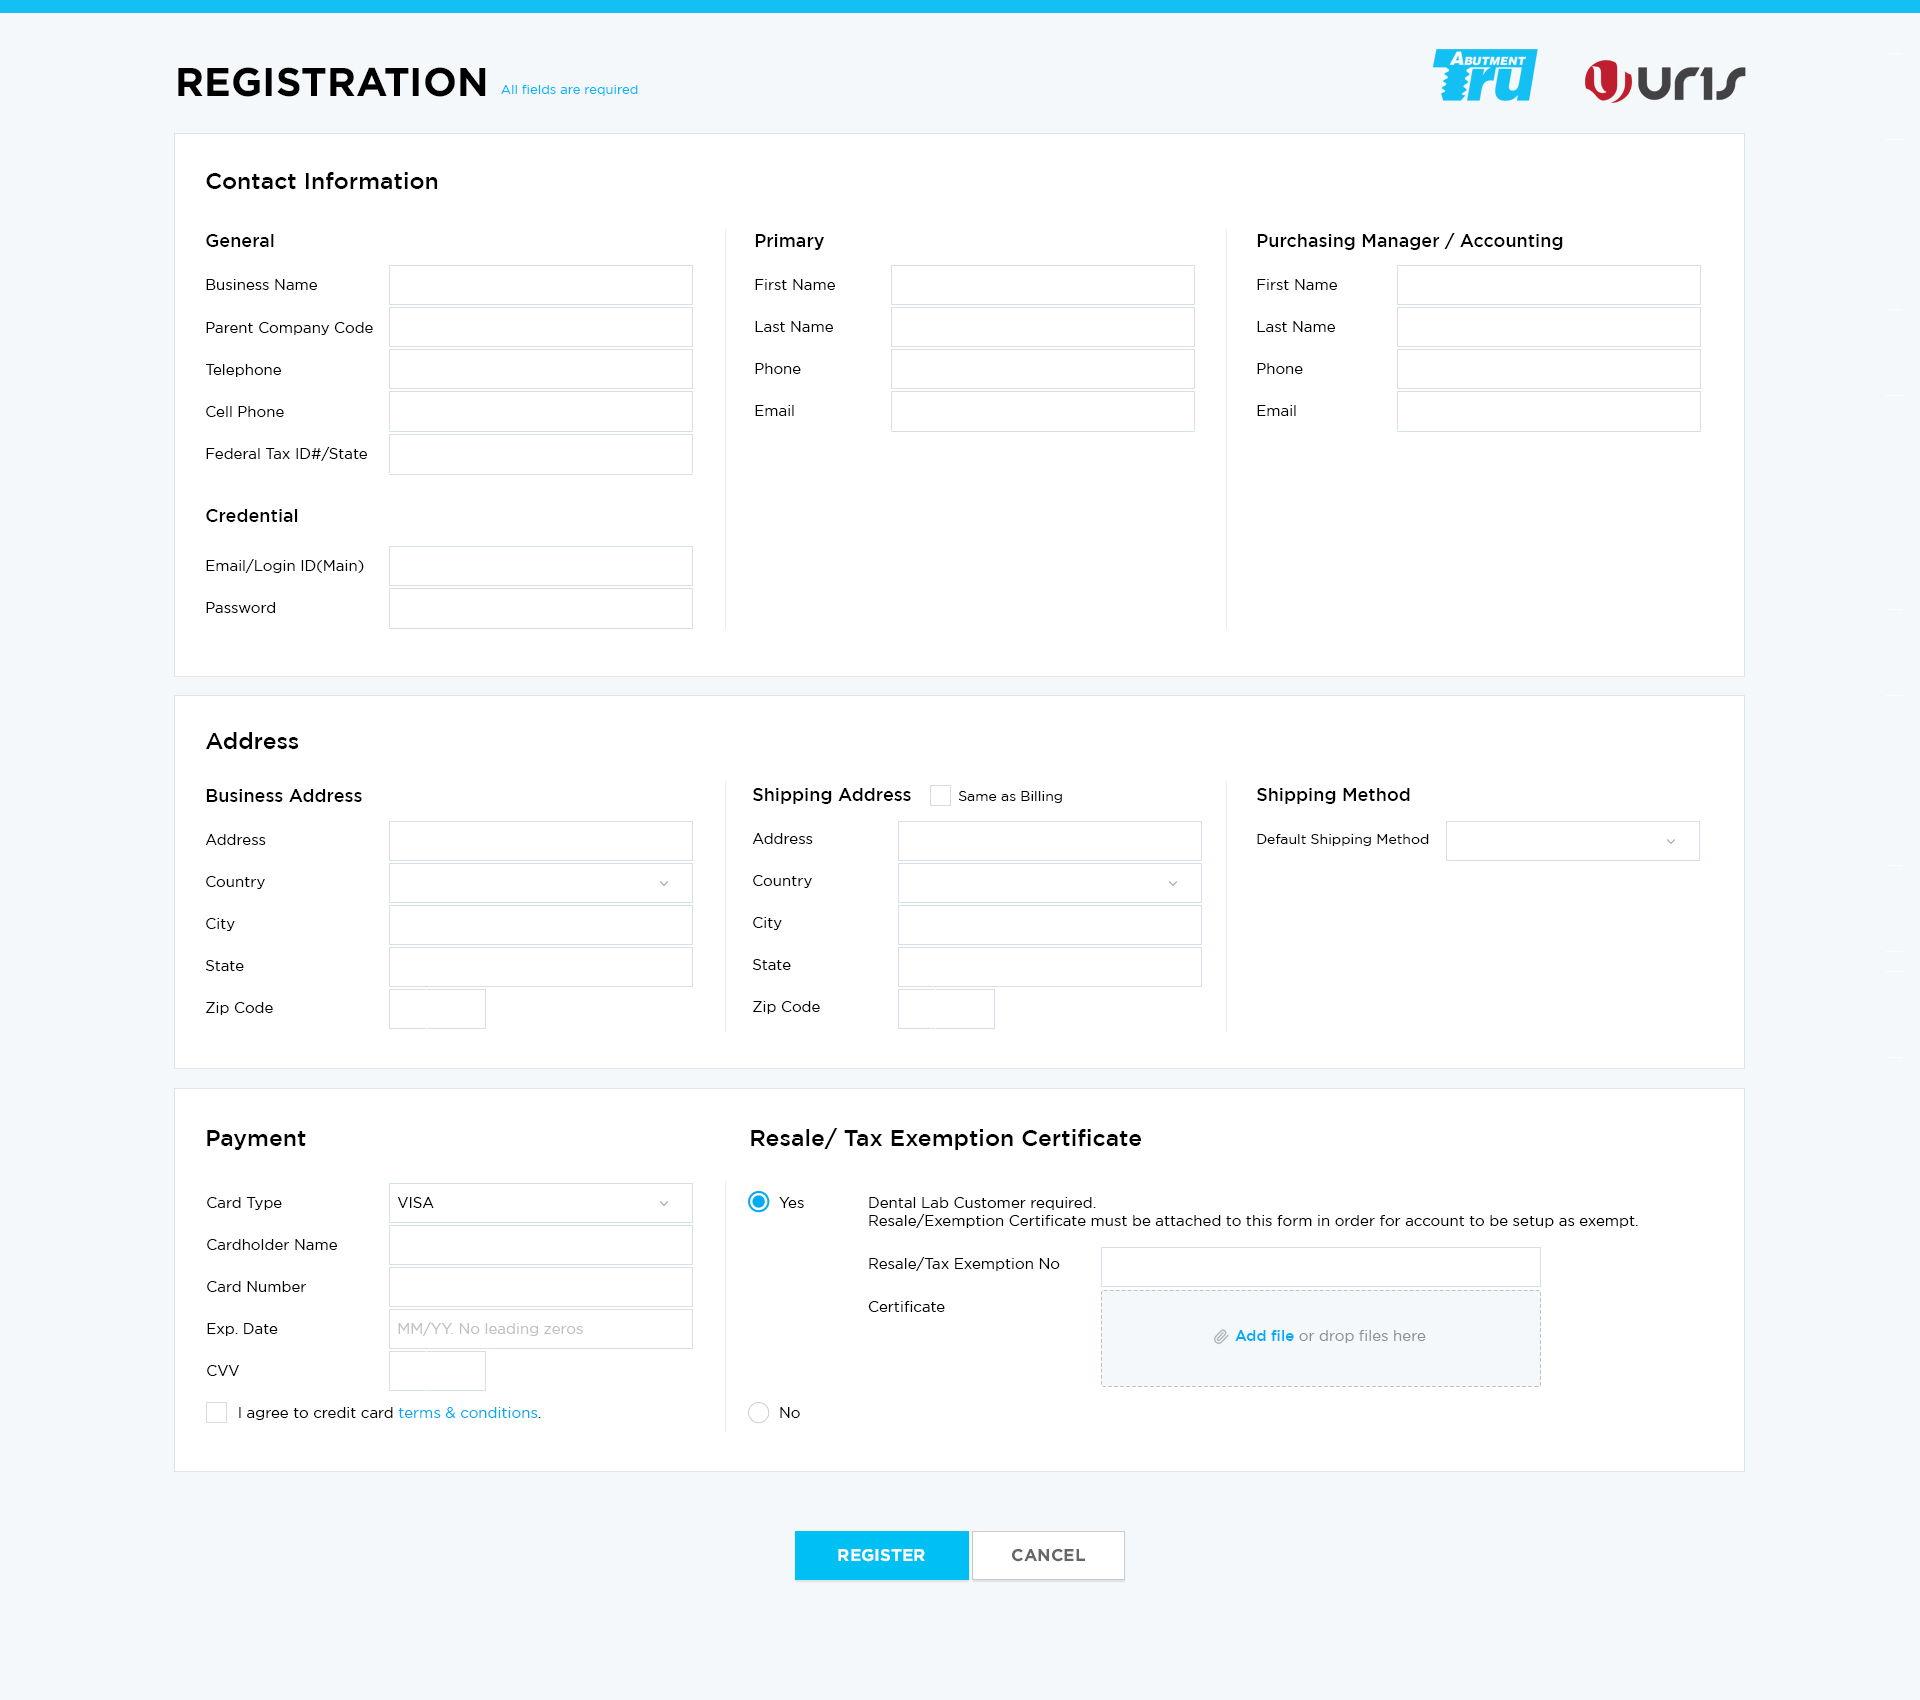 REGISTRATION All fields are required
ABUTMENT
Tru
uris
Contact Information
General
Business Name
Parent Company Code
Telephone
Cell Phone
Federal Tax ID#/State
Credential
Email/Login ID(Main)
Password
Primary
First Name
Last Name
Phone
Email
Purchasing Manager / Accounting
First Name
Last Name
Phone
Email
Address
Business Address
Address
Country
City
State
Zip Code
Shipping Address Same as Billing
Address
Country
City
State
Zip Code
Shipping Method
Default Shipping Method
Payment
Card Type VISA
Cardholder Name
Card Number
Exp. Date MM/YY. No leading zeros
CVV
I agree to credit card terms & conditions.
Resale/ Tax Exemption Certificate
Yes
Dental Lab Customer required.
Resale/Exemption Certificate must be attached to this form in order for account to be setup as exempt.
Resale/Tax Exemption No
Certificate
Add file or drop files here
No
REGISTER
CANCEL